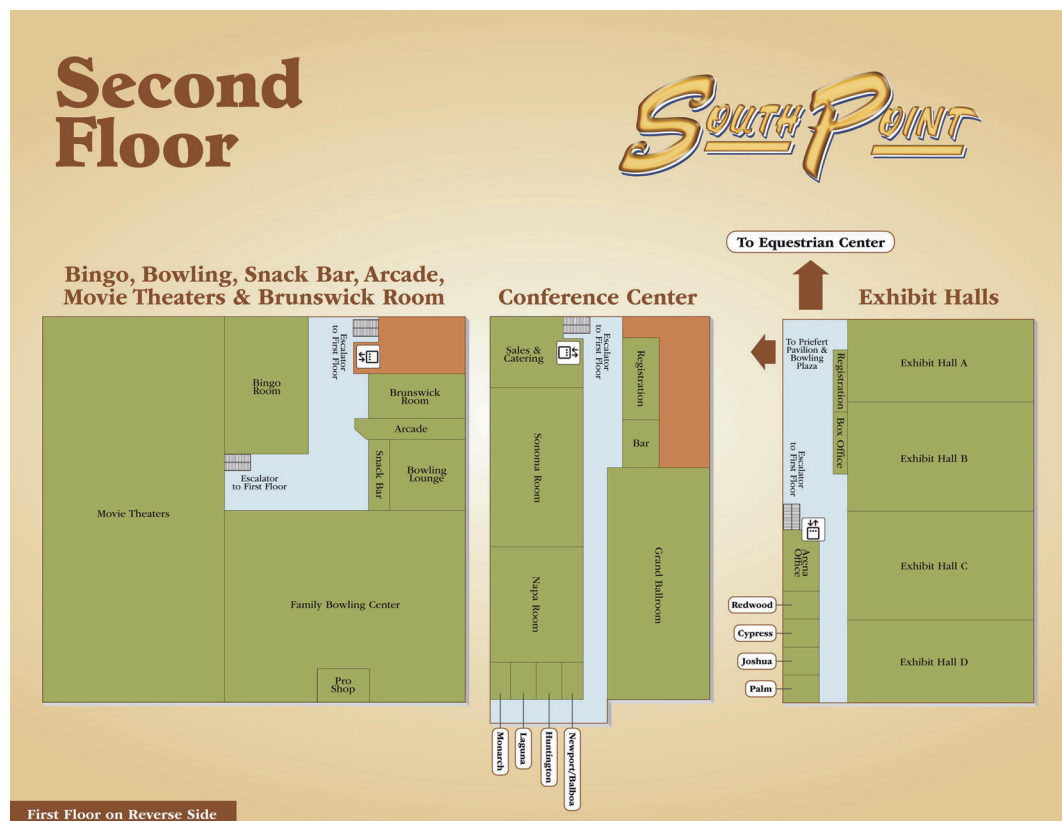 Second
Floor
SOUTH POINT
To Equestrian Center
Bingo, Bowling, Snack Bar, Arcade,
Movie Theaters & Brunswick Room
Conference Center
Exhibit Halls
Escalator
to First Floor
Bingo
Room
Brunswick
Room
Arcade
Snack Bar
Bowling
Lounge
Escalator
to First Floor
Movie Theaters
Family Bowling Center
Pro
Shop
Sales &
Catering
Escalator
to First Floor
Registration
Bar
Sonoma Room
Napa Room
Grand Ballroom
Monarch
Laguna
Huntington
Newport/Balboa
To Priefert
Pavilion &
Bowling
Plaza
Registration
Box Office
Escalator
to First Floor
Arena
Office
Redwood
Cypress
Joshua
Palm
Exhibit Hall A
Exhibit Hall B
Exhibit Hall C
Exhibit Hall D
First Floor on Reverse Side